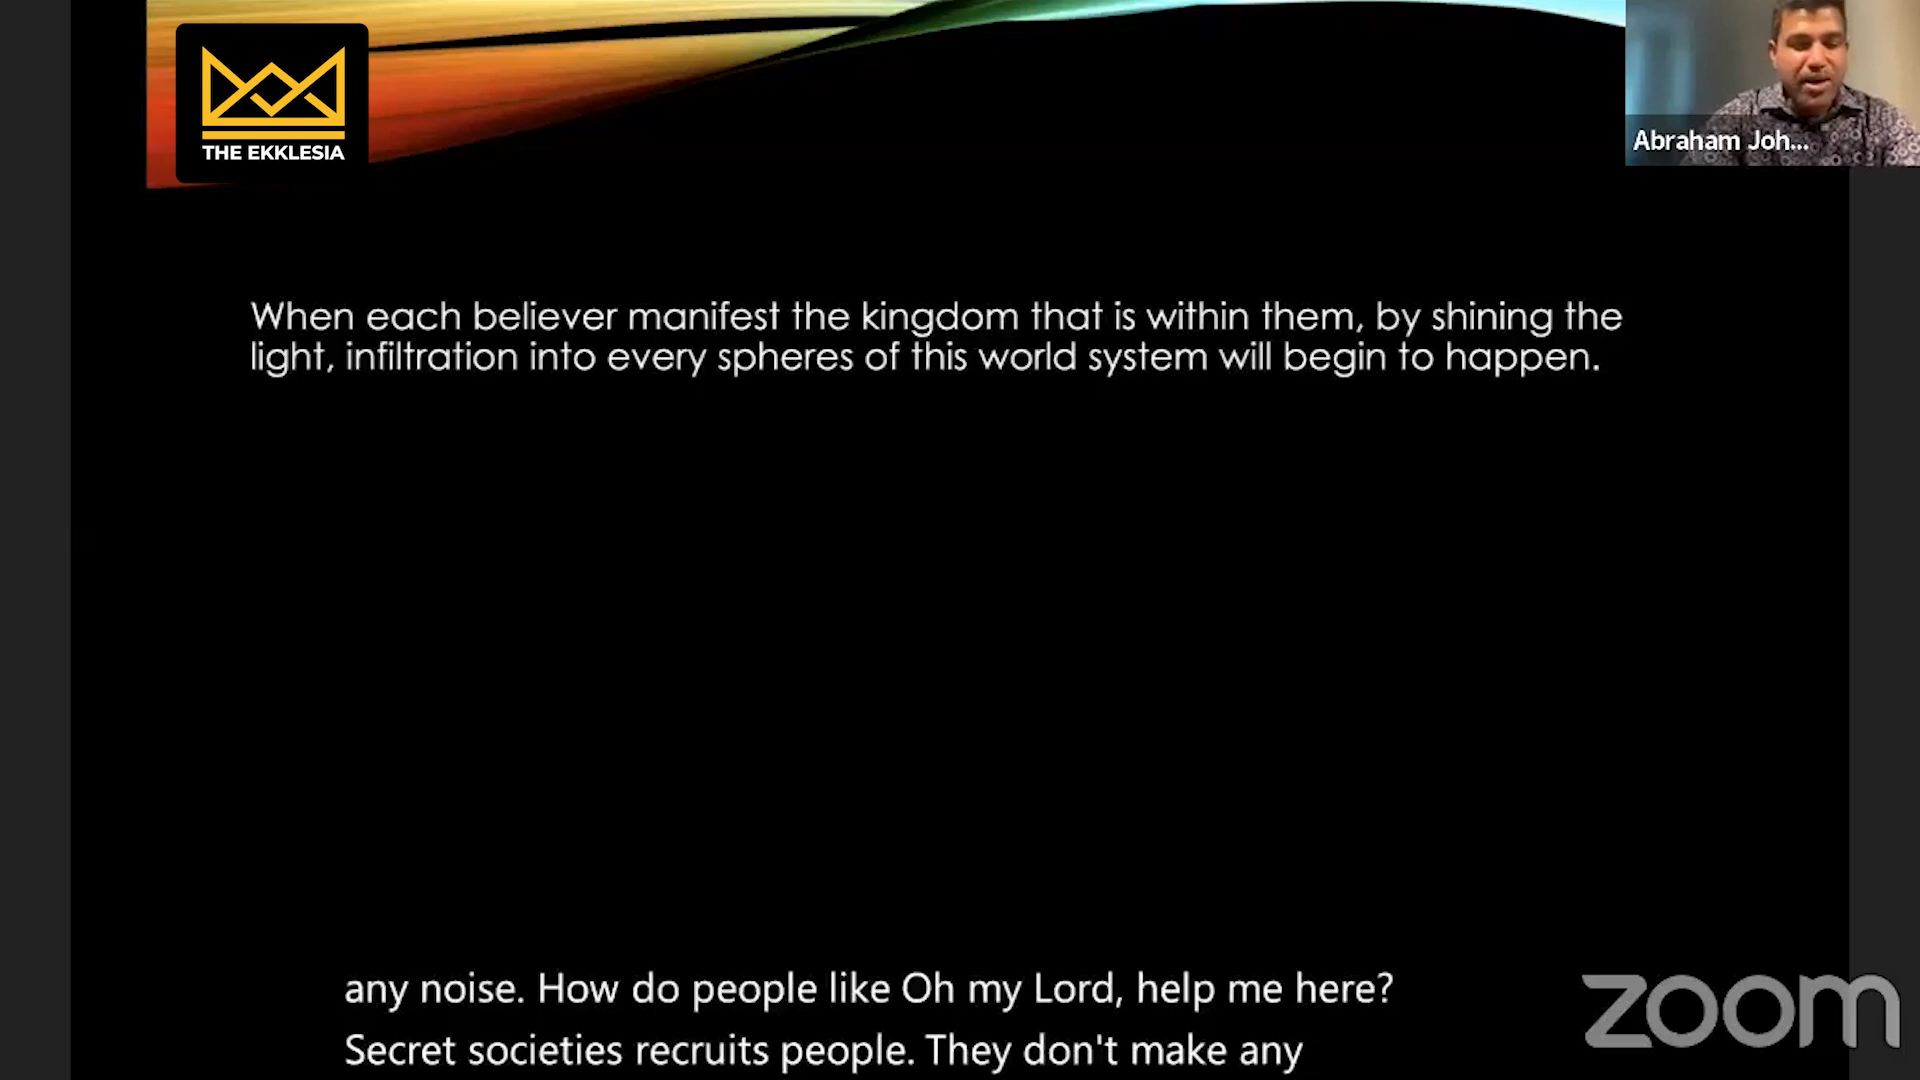 THE EKKLESIA
Abraham Joh...
When each believer manifest the kingdom that is within them, by shining the
light, infiltration into every spheres of this world system will begin to happen.
any noise. How do people like Oh my Lord, help me here?
Secret societies recruits people. They don't make any
zoom